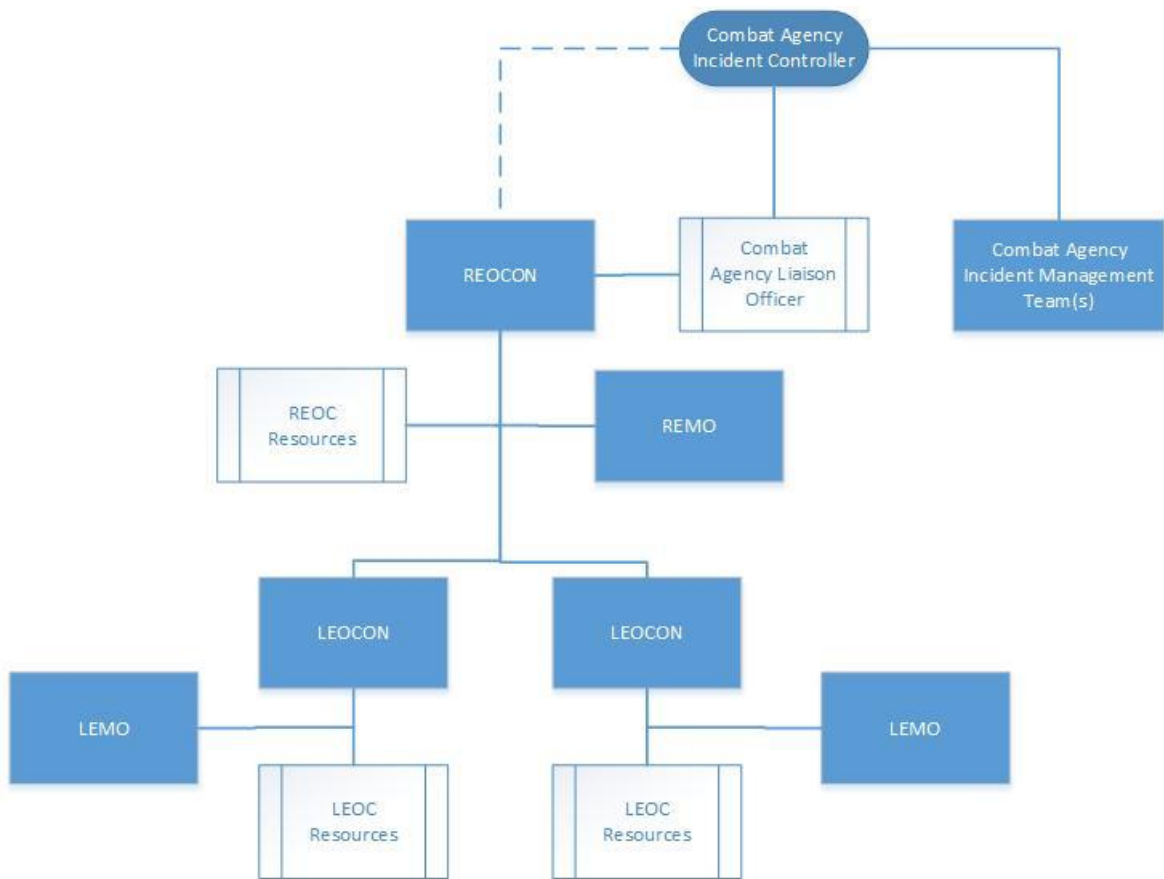 Combat Agency
Incident Controller
REOCON
Combat
Agency Liaison
Officer
Combat Agency
Incident Management
Team(s)
REOC
Resources
REMO
LEOCON
LEOCON
LEMO
LEMO
LEOC
Resources
LEOC
Resources